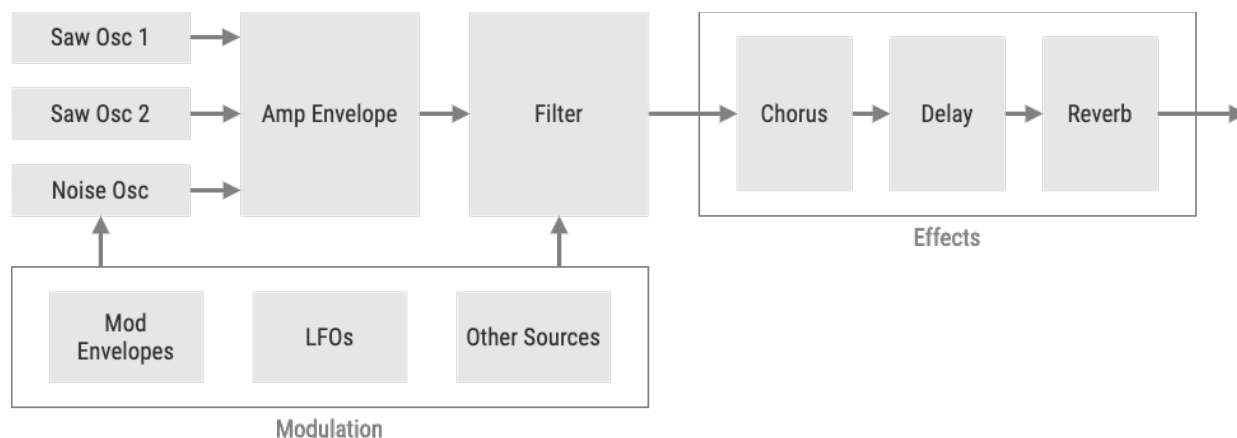 Saw Osc 1
Saw Osc 2
Noise Osc
Amp Envelope
Filter
Chorus
Delay
Reverb
Effects
Mod
Envelopes
LFOs
Other Sources
Modulation